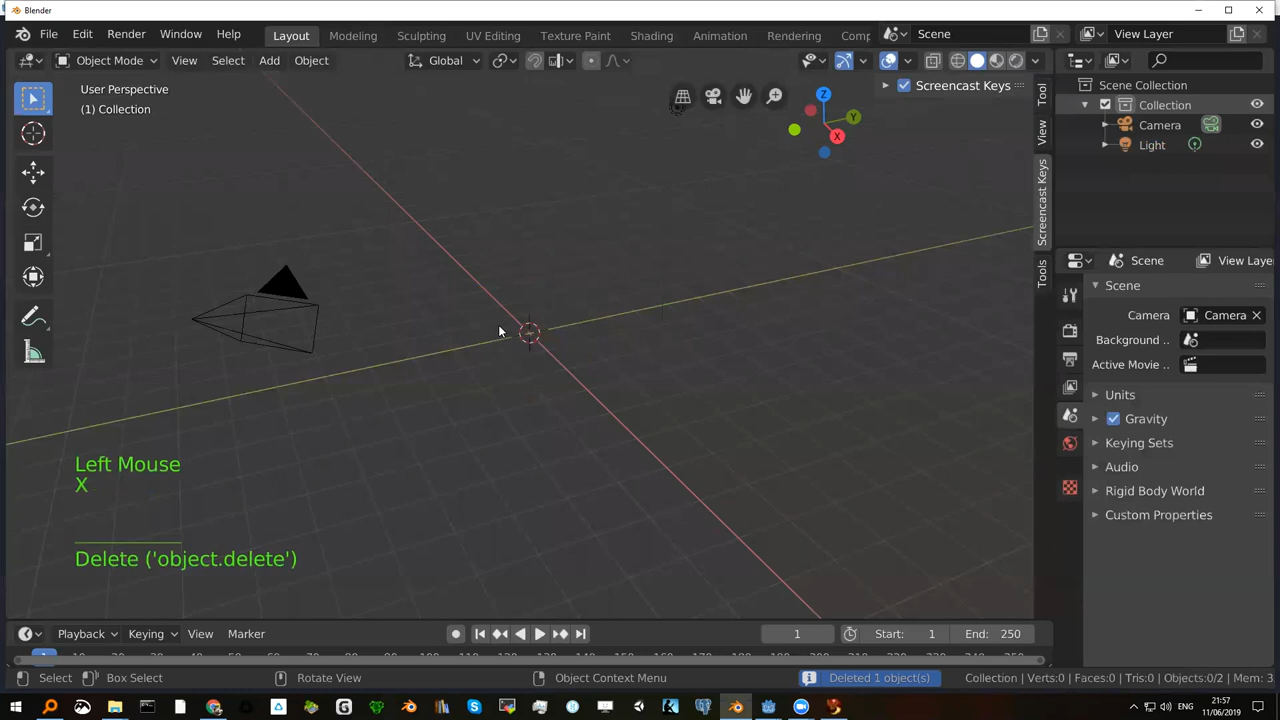 Blender
File Edit Render Window Help Layout Modeling Sculpting UV Editing Texture Paint Shading Animation Rendering Comp Scene View Layer
Object Mode View Select Add Object Global
User Perspective
(1) Collection
Screencast Keys
Z
Y
X
Tool
View
Screencast Keys
Tools
Scene Collection
Collection
Camera
Light
Scene View Laye
Scene
Camera Camera
Background ..
Active Movie ..
Units
Gravity
Keying Sets
Audio
Rigid Body World
Custom Properties
Left Mouse
X
Delete ('object.delete')
Playback Keying View Marker 1 Start: 1 End: 250
1
Select Box Select Rotate View Object Context Menu Deleted 1 object(s) Collection | Verts:0 | Faces:0 | Tris:0 | Objects:0/2 | Mem: 3
21:57
ENG
11/06/2019